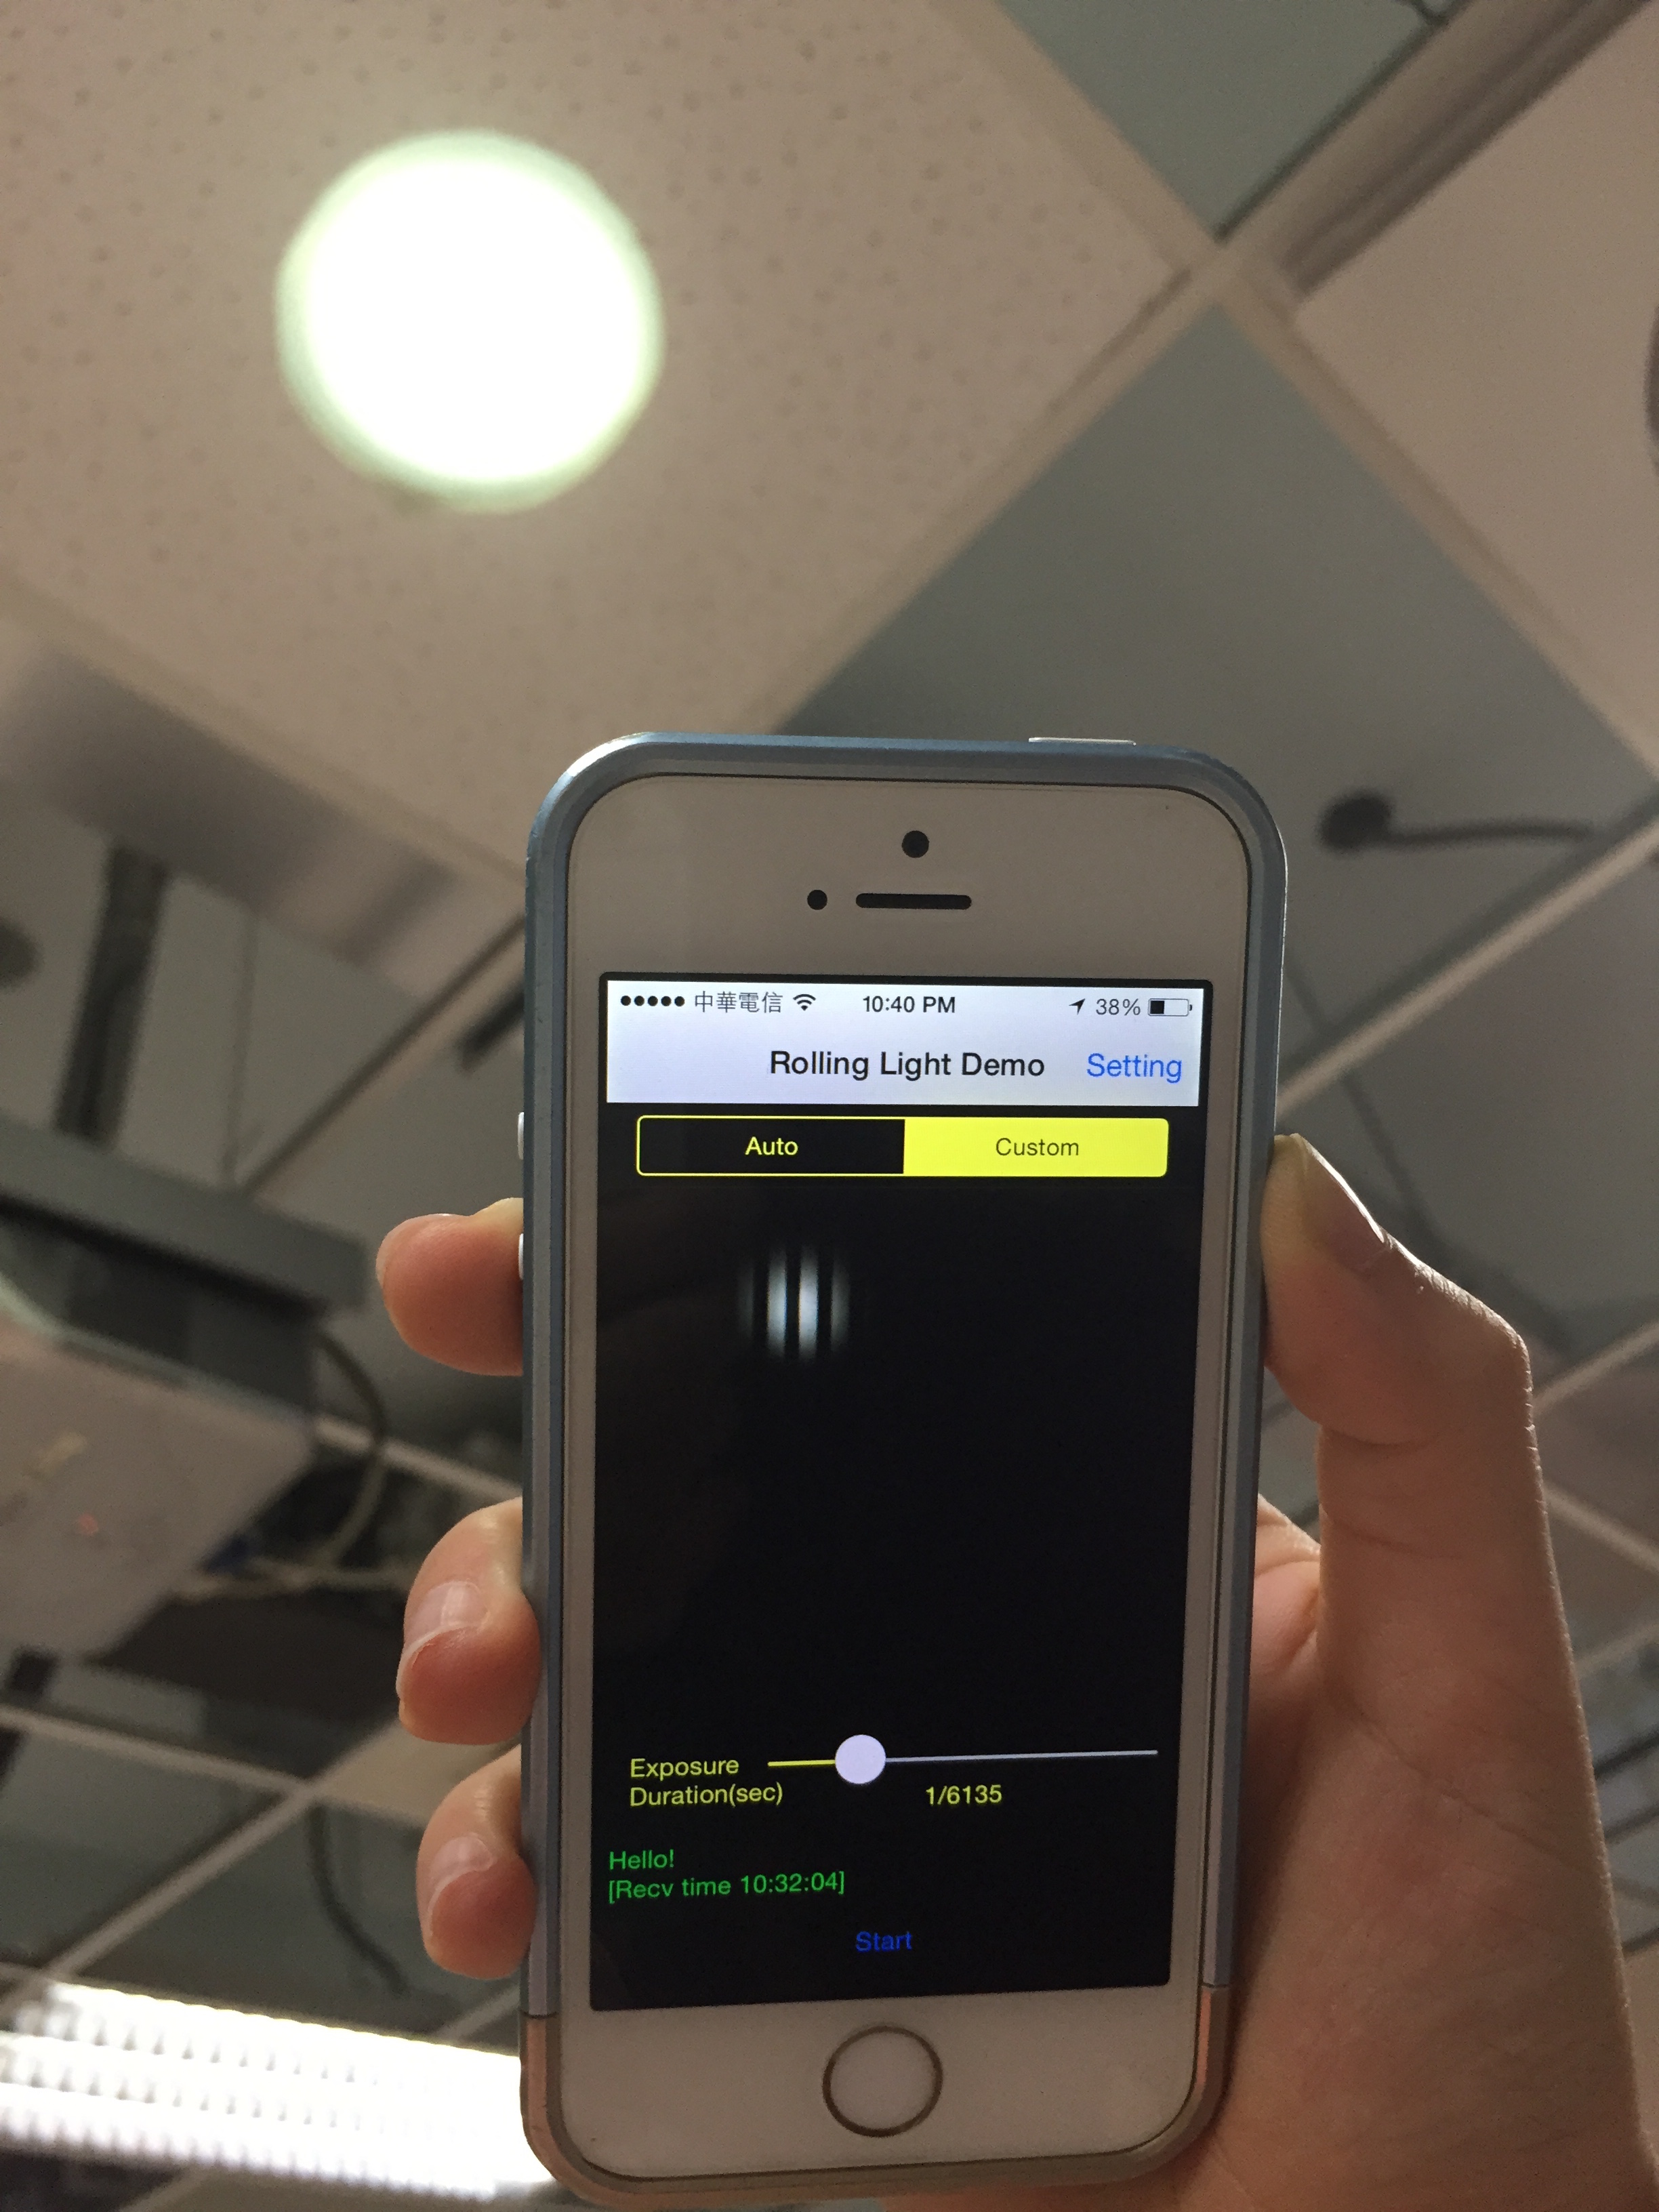 中華電信 10:40 PM 38%
Rolling Light Demo Setting
Auto Custom
Exposure
Duration(sec) 1/6135
Hello!
[Recv time 10:32:04]
Start